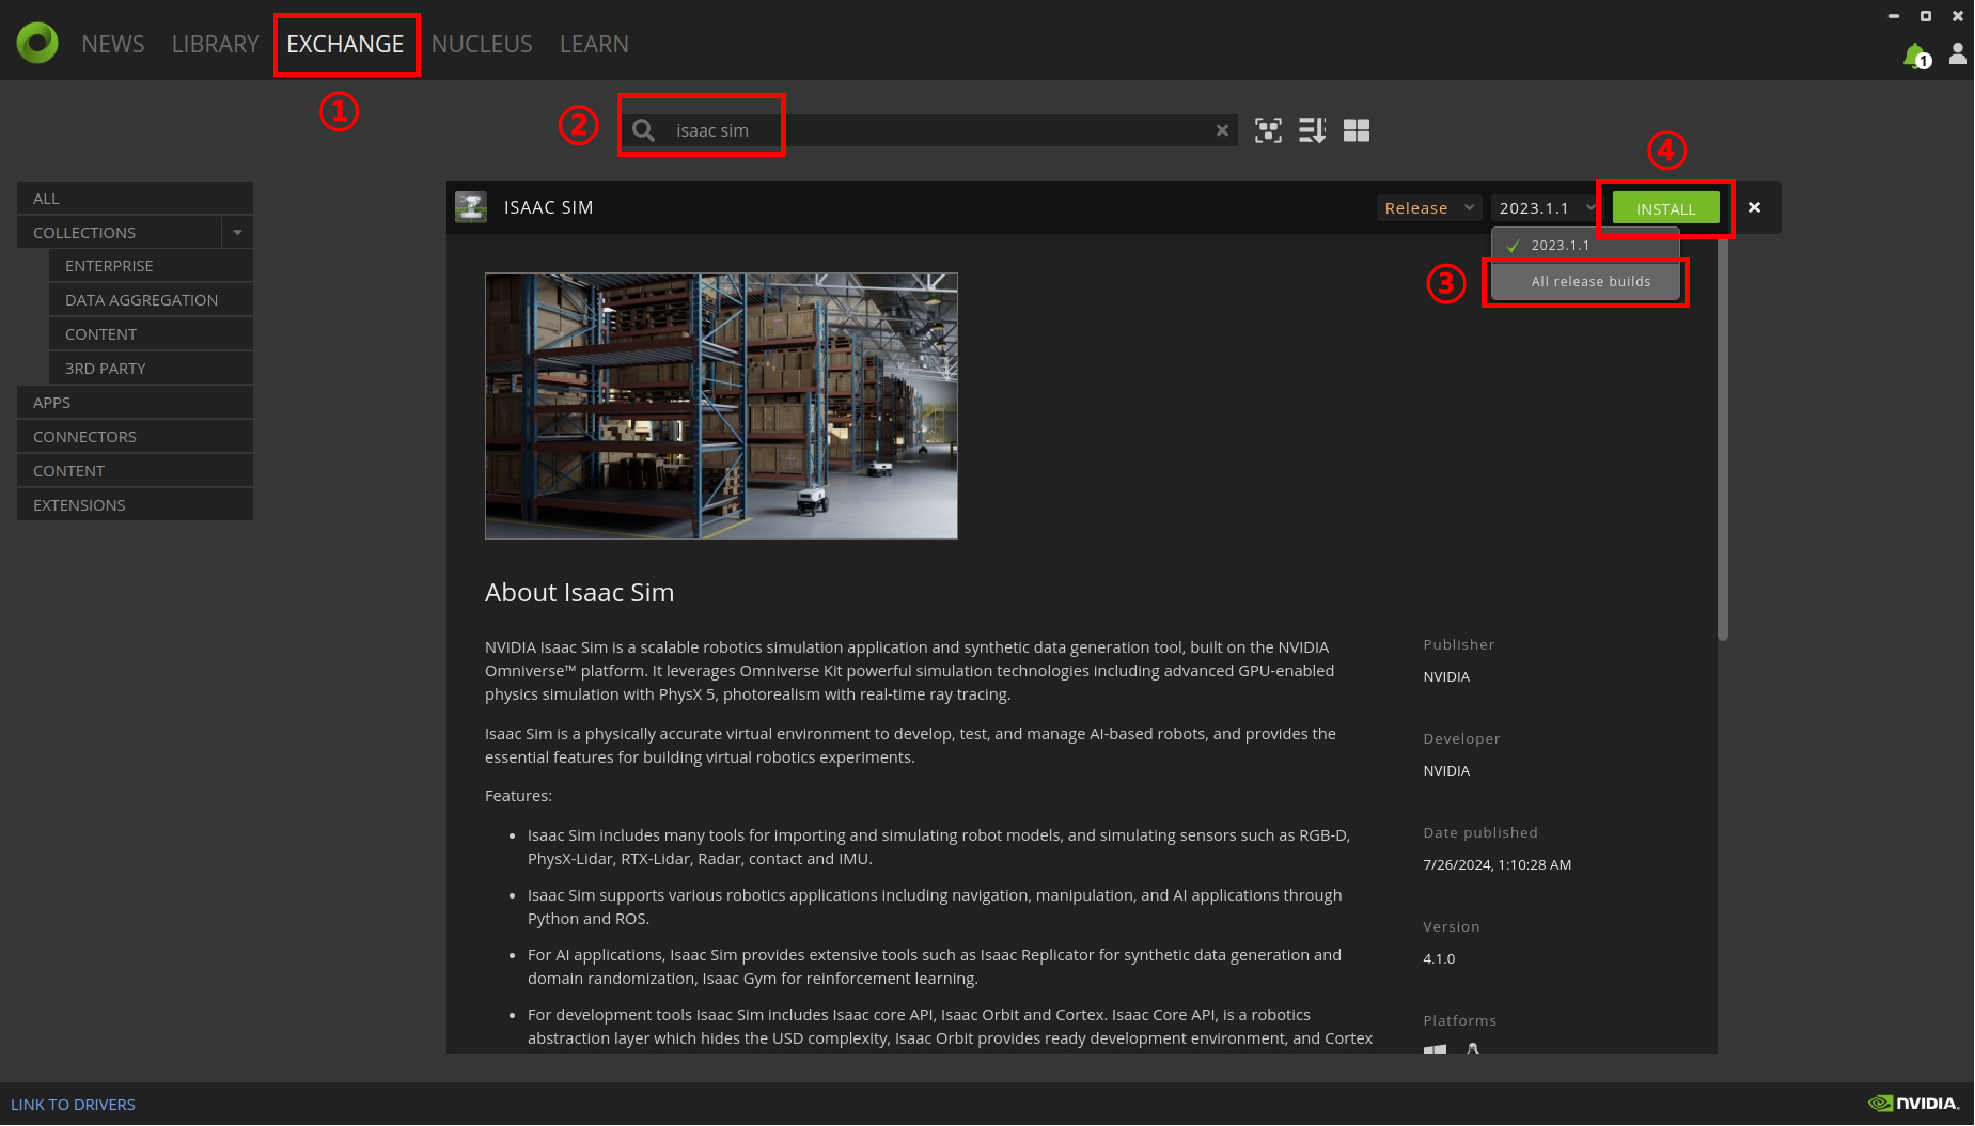 NEWS LIBRARY EXCHANGE NUCLEUS LEARN
1
①
②
isaac sim
④
ALL
COLLECTIONS
ENTERPRISE
DATA AGGREGATION
CONTENT
3RD PARTY
APPS
CONNECTORS
CONTENT
EXTENSIONS
ISAAC SIM
Release
2023.1.1
INSTALL
2023.1.1
③
All release builds
About Isaac Sim
NVIDIA Isaac Sim is a scalable robotics simulation application and synthetic data generation tool, built on the NVIDIA
Omniverse™ platform. It leverages Omniverse Kit powerful simulation technologies including advanced GPU-enabled
physics simulation with PhysX 5, photorealism with real-time ray tracing.
Isaac Sim is a physically accurate virtual environment to develop, test, and manage AI-based robots, and provides the
essential features for building virtual robotics experiments.
Features:
• Isaac Sim includes many tools for importing and simulating robot models, and simulating sensors such as RGB-D,
PhysX-Lidar, RTX-Lidar, Radar, contact and IMU.
• Isaac Sim supports various robotics applications including navigation, manipulation, and AI applications through
Python and ROS.
• For AI applications, Isaac Sim provides extensive tools such as Isaac Replicator for synthetic data generation and
domain randomization, Isaac Gym for reinforcement learning.
• For development tools Isaac Sim includes Isaac core API, Isaac Orbit and Cortex. Isaac Core API, is a robotics
abstraction layer which hides the USD complexity, Isaac Orbit provides ready development environment, and Cortex
Publisher
NVIDIA
Developer
NVIDIA
Date published
7/26/2024, 1:10:28 AM
Version
4.1.0
Platforms
LINK TO DRIVERS
NVIDIA.